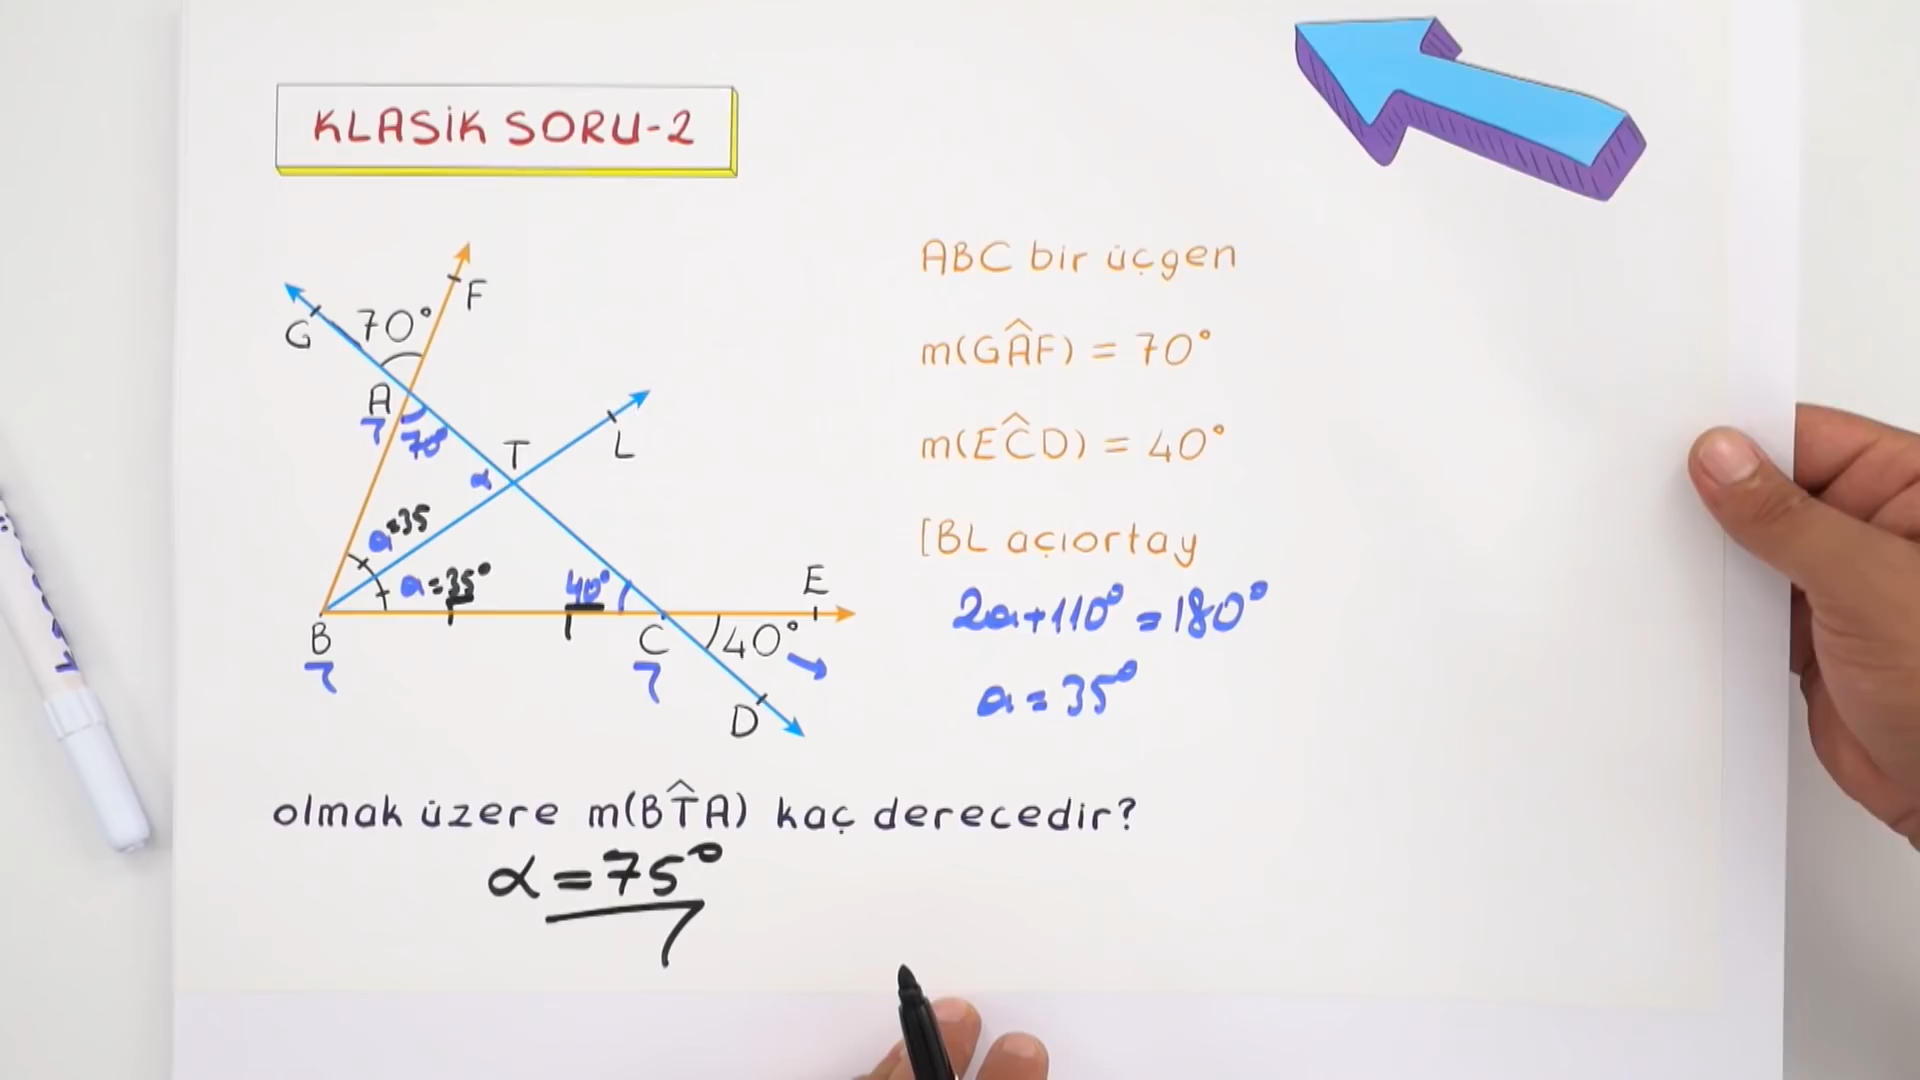 KLASİK SORU-2
F
G
70°
A
70°
T
L
α
a=35
a=35°
40°
E
B
C
40°
D
ABC bir üçgen
m(GÂF) = 70°
m(EĈD) = 40°
[BL açıortay
2a+110° = 180°
a = 35°
olmak üzere m(BT̂A) kaç derecedir?
α = 75°